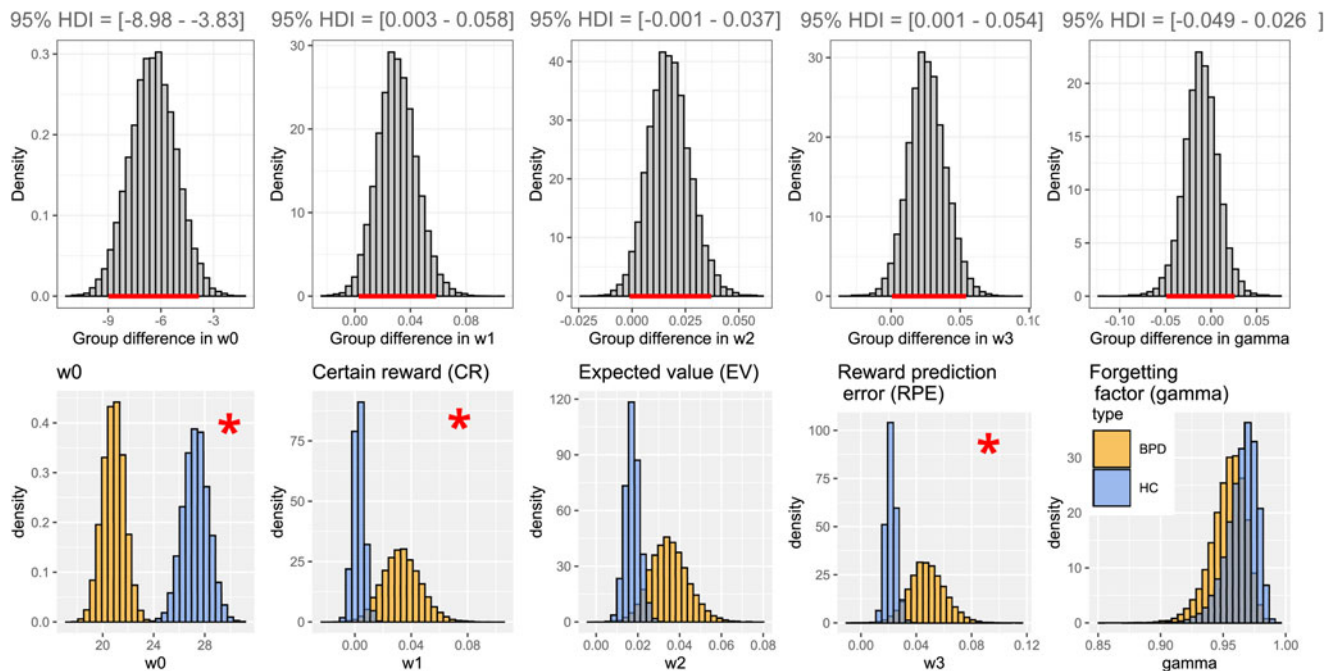 95% HDI = [-8.98 - -3.83]
95% HDI = [0.003 - 0.058]
95% HDI = [-0.001 - 0.037]
95% HDI = [0.001 - 0.054]
95% HDI = [-0.049 - 0.026 ]
Density
0.3
0.2
0.1
0.0
-9
-6
-3
Group difference in w0
Density
30
20
10
0
0.00
0.04
0.08
Group difference in w1
Density
40
30
20
10
0
-0.025
0.000
0.025
0.050
Group difference in w2
Density
30
20
10
0
0.00
0.05
0.10
Group difference in w3
Density
20
15
10
5
0
-0.10
-0.05
0.00
0.05
Group difference in gamma
w0
density
0.4
0.3
0.2
0.1
0.0
*
20
24
28
w0
Certain reward (CR)
density
75
50
25
0
*
0.00
0.04
0.08
w1
Expected value (EV)
density
120
90
60
30
0
0.00
0.02
0.04
0.06
0.08
w2
Reward prediction
error (RPE)
density
100
75
50
25
0
*
0.00
0.04
0.08
0.12
w3
Forgetting
factor (gamma)
type
BPD
HC
density
30
20
10
0
0.85
0.90
0.95
1.00
gamma